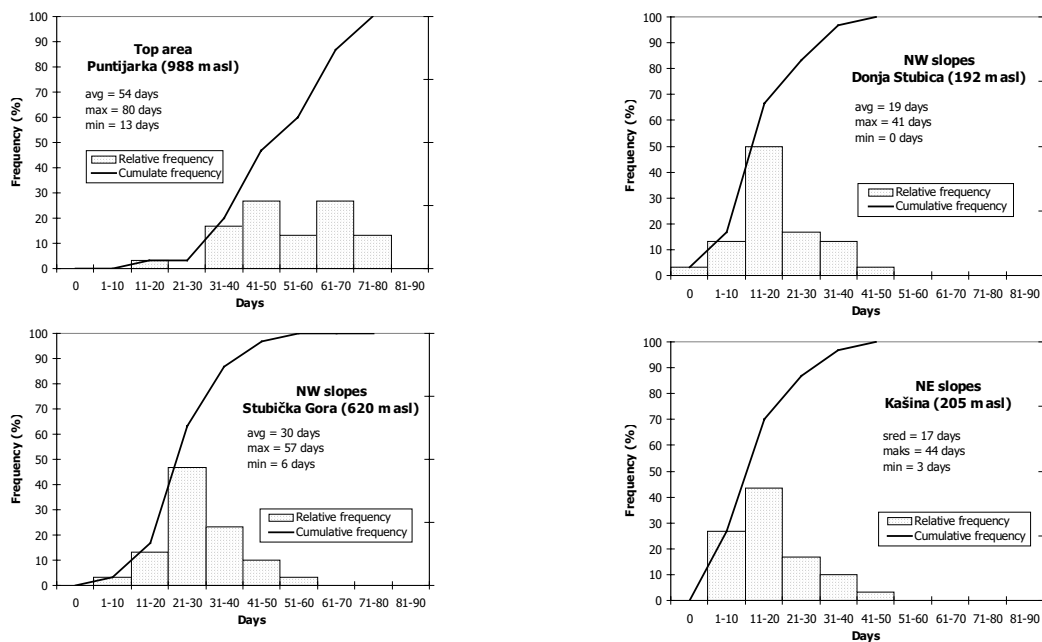 100
90
80
70
60
50
40
30
20
10
0
Frequency (%)
Top area
Puntijarka (988 m asl)
avg = 54 days
max = 80 days
min = 13 days
Relative frequency
Cumulate frequency
0 1-10 11-20 21-30 31-40 41-50 51-60 61-70 71-80 81-90
Days
100
90
80
70
60
50
40
30
20
10
0
Frequency (%)
NW slopes
Donja Stubica (192 m asl)
avg = 19 days
max = 41 days
min = 0 days
Relative frequency
Cumulative frequency
0 1-10 11-20 21-30 31-40 41-50 51-60 61-70 71-80 81-90
Days
100
90
80
70
60
50
40
30
20
10
0
Frequency (%)
NW slopes
Stubička Gora (620 m asl)
avg = 30 days
max = 57 days
min = 6 days
Relative frequency
Cumulative frequency
0 1-10 11-20 21-30 31-40 41-50 51-60 61-70 71-80 81-90
Days
100
90
80
70
60
50
40
30
20
10
0
Frequency (%)
NE slopes
Kašina (205 m asl)
sred = 17 days
maks = 44 days
min = 3 days
Relative frequency
Cumulative frequency
0 1-10 11-20 21-30 31-40 41-50 51-60 61-70 71-80 81-90
Days